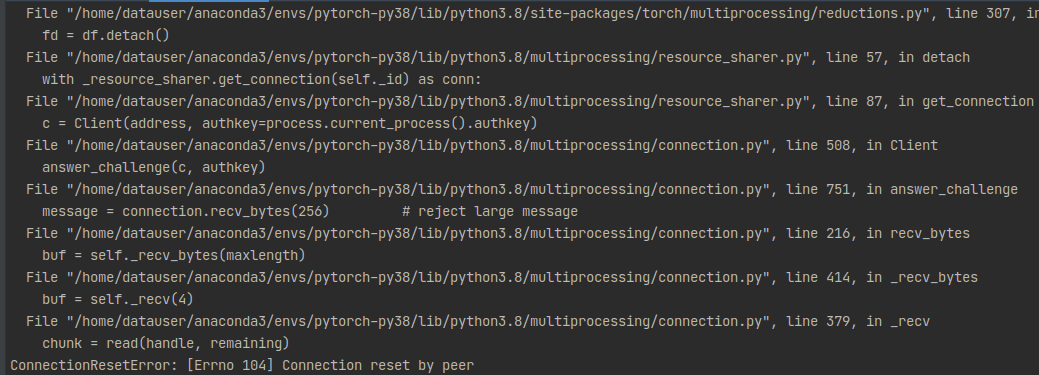 File "/home/datauser/anaconda3/envs/pytorch-py38/lib/python3.8/site-packages/torch/multiprocessing/reductions.py", line 307, in
fd = df.detach()
File "/home/datauser/anaconda3/envs/pytorch-py38/lib/python3.8/multiprocessing/resource_sharer.py", line 57, in detach
with _resource_sharer.get_connection(self._id) as conn:
File "/home/datauser/anaconda3/envs/pytorch-py38/lib/python3.8/multiprocessing/resource_sharer.py", line 87, in get_connection
c = Client(address, authkey=process.current_process().authkey)
File "/home/datauser/anaconda3/envs/pytorch-py38/lib/python3.8/multiprocessing/connection.py", line 508, in Client
answer_challenge(c, authkey)
File "/home/datauser/anaconda3/envs/pytorch-py38/lib/python3.8/multiprocessing/connection.py", line 751, in answer_challenge
message = connection.recv_bytes(256)         # reject large message
File "/home/datauser/anaconda3/envs/pytorch-py38/lib/python3.8/multiprocessing/connection.py", line 216, in recv_bytes
buf = self._recv_bytes(maxlength)
File "/home/datauser/anaconda3/envs/pytorch-py38/lib/python3.8/multiprocessing/connection.py", line 414, in _recv_bytes
buf = self._recv(4)
File "/home/datauser/anaconda3/envs/pytorch-py38/lib/python3.8/multiprocessing/connection.py", line 379, in _recv
chunk = read(handle, remaining)
ConnectionResetError: [Errno 104] Connection reset by peer